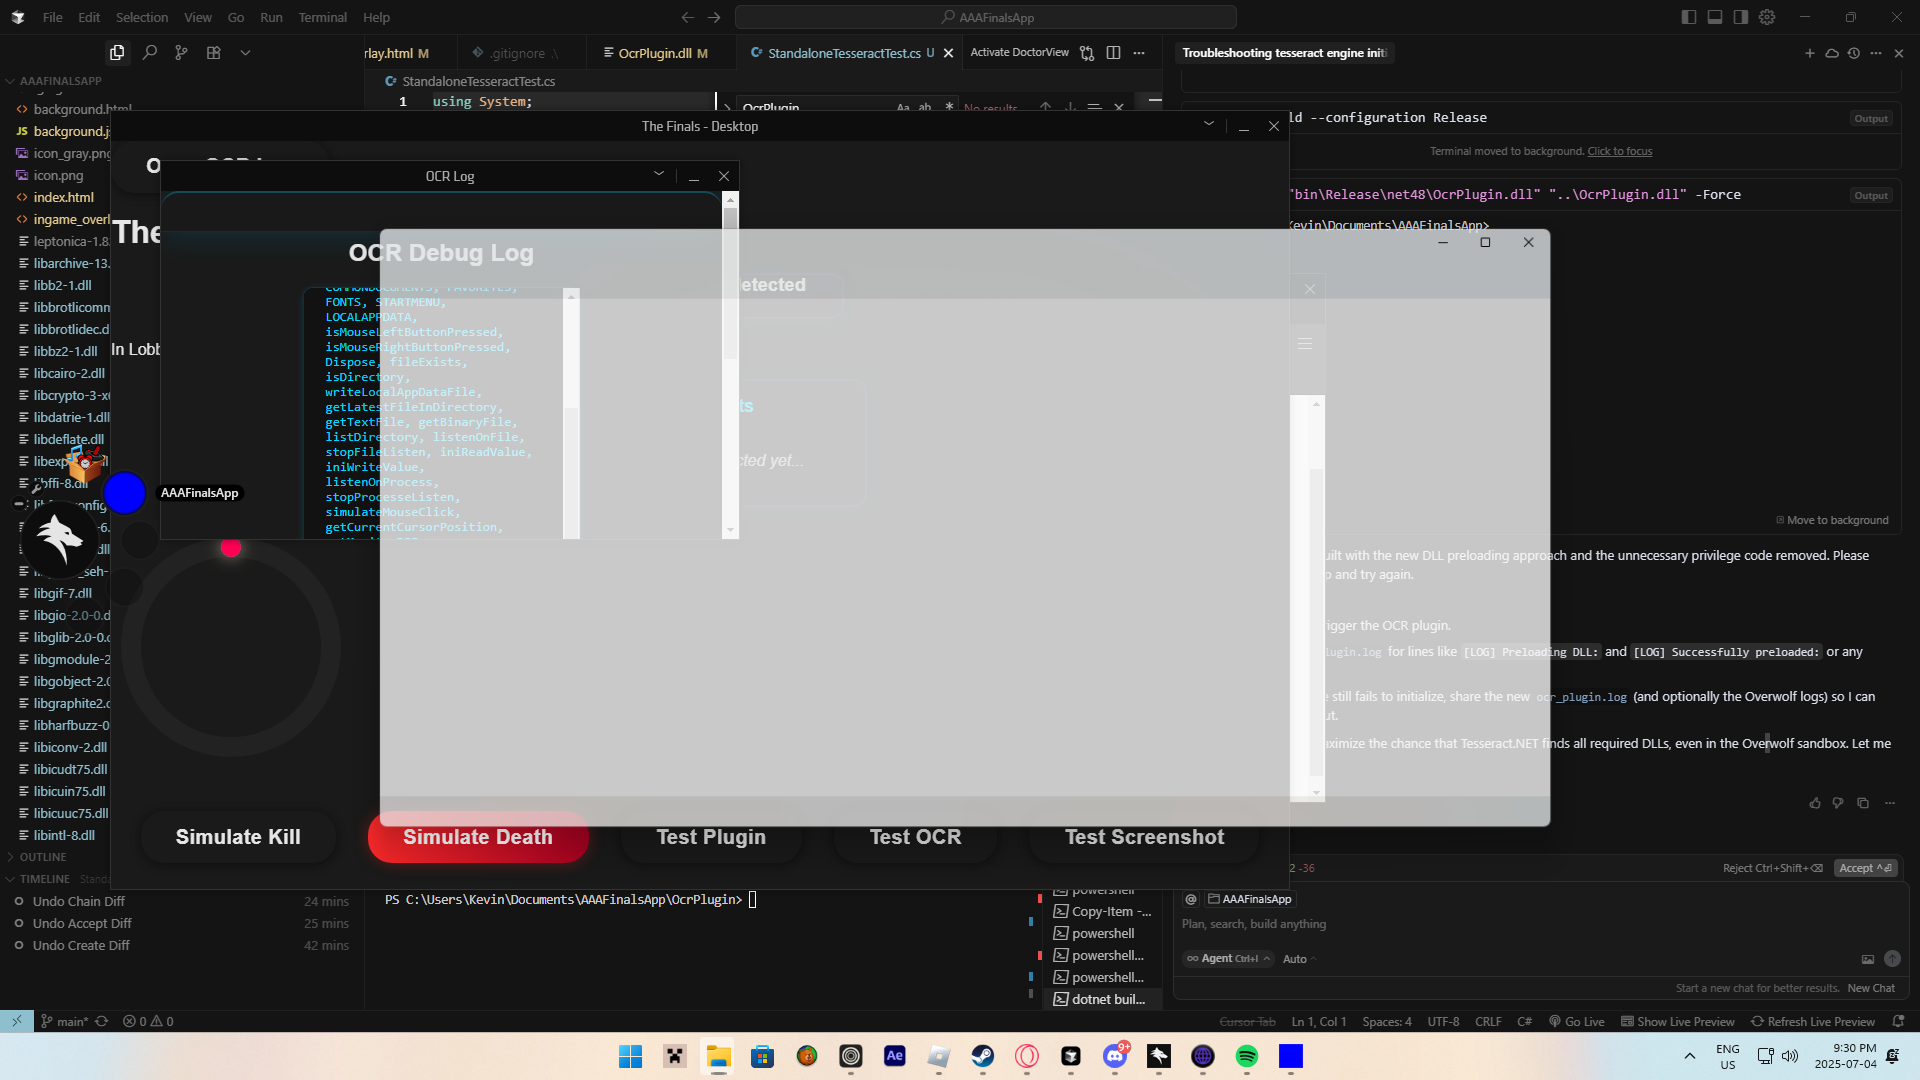 File Edit Selection View Go Run Terminal Help
AAAFinalsApp
rlay.html M
.gitignore
OcrPlugin.dll M
StandaloneTesseractTest.cs U
Activate DoctorView
Troubleshooting tesseract engine initi
AAAFINALSAPP
StandaloneTesseractTest.cs
1 using System;
OcrPlugin
Aa ab *
No results
background.html
background.js
icon_gray.png
icon.png
index.html
ingame_overl
leptonica-1.8
libarchive-13.
libb2-1.dll
libbrotlicomm
libbrotlidec.d
libbz2-1.dll
libcairo-2.dll
libcrypto-3-x
libdatrie-1.dll
libdeflate.dll
libexp
libffi-8.dll
_seh-
libgif-7.dll
libgio-2.0-0.d
libglib-2.0-0.c
libgmodule-2
libgobject-2.0
libgraphite2.c
libharfbuzz-0
libiconv-2.dll
libicudt75.dll
libicuin75.dll
libicuuc75.dll
libintl-8.dll
OUTLINE
TIMELINE Standa
Undo Chain Diff 24 mins
Undo Accept Diff 25 mins
Undo Create Diff 42 mins
The Finals - Desktop
The
In Lobb
OCR Log
OCR Debug Log
FONTS, STARTMENU,
LOCALAPPDATA,
isMouseLeftButtonPressed,
isMouseRightButtonPressed,
Dispose, fileExists,
isDirectory,
writeLocalAppDataFile,
getLatestFileInDirectory,
getTextFile, getBinaryFile,
listDirectory, listenOnFile,
stopFileListen, iniReadValue,
iniWriteValue,
listenOnProcess,
stopProcesseListen,
simulateMouseClick,
getCurrentCursorPosition,
etected
ts
cted yet...
AAAFinalsApp
Simulate Kill
Simulate Death
Test Plugin
Test OCR
Test Screenshot
PS C:\Users\Kevin\Documents\AAAFinalsApp\OcrPlugin>
powershell
Copy-Item -...
powershell
powershell...
powershell...
dotnet buil...
ld --configuration Release
Output
Terminal moved to background. Click to focus
"bin\Release\net48\OcrPlugin.dll" "..\OcrPlugin.dll" -Force
Output
Kevin\Documents\AAAFinalsApp>
Move to background
uilt with the new DLL preloading approach and the unnecessary privilege code removed. Please
p and try again.
rigger the OCR plugin.
lugin.log for lines like [LOG] Preloading DLL: and [LOG] Successfully preloaded: or any
e still fails to initialize, share the new ocr_plugin.log (and optionally the Overwolf logs) so I can
ut.
aximize the chance that Tesseract.NET finds all required DLLs, even in the Overwolf sandbox. Let me
2 -36
Reject Ctrl+Shift+⌫
Accept ^⏎
@ AAAFinalsApp
Plan, search, build anything
Agent Ctrl+I
Auto
Start a new chat for better results. New Chat
main*
0 0
Cursor Tab
Ln 1, Col 1
Spaces: 4
UTF-8
CRLF
C#
Go Live
Show Live Preview
Refresh Live Preview
Ae
9+
ENG
US
9:30 PM
2025-07-04